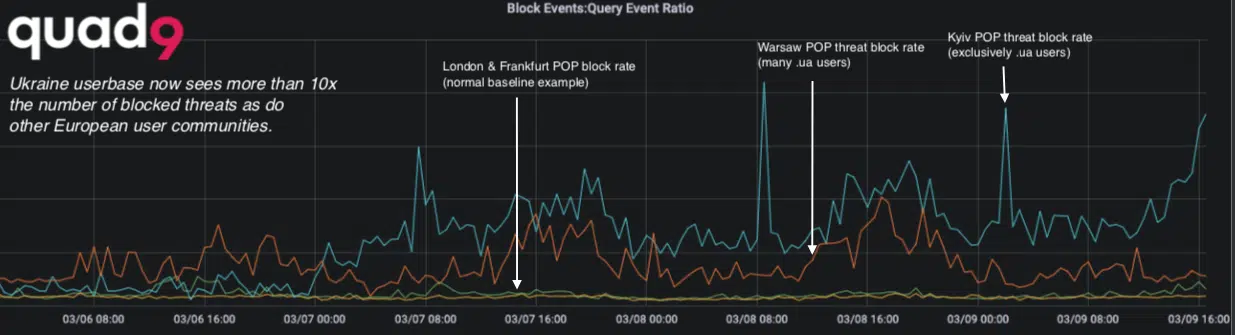 Block Events:Query Event Ratio
quad9
Ukraine userbase now sees more than 10x
the number of blocked threats as do
other European user communities.
London & Frankfurt POP block rate
(normal baseline example)
Warsaw POP threat block rate
(many .ua users)
Kyiv POP threat block rate
(exclusively .ua users)
03/06 08:00
03/06 16:00
03/07 00:00
03/07 08:00
03/07 16:00
03/08 00:00
03/08 08:00
03/08 16:00
03/09 00:00
03/09 08:00
03/09 16:00